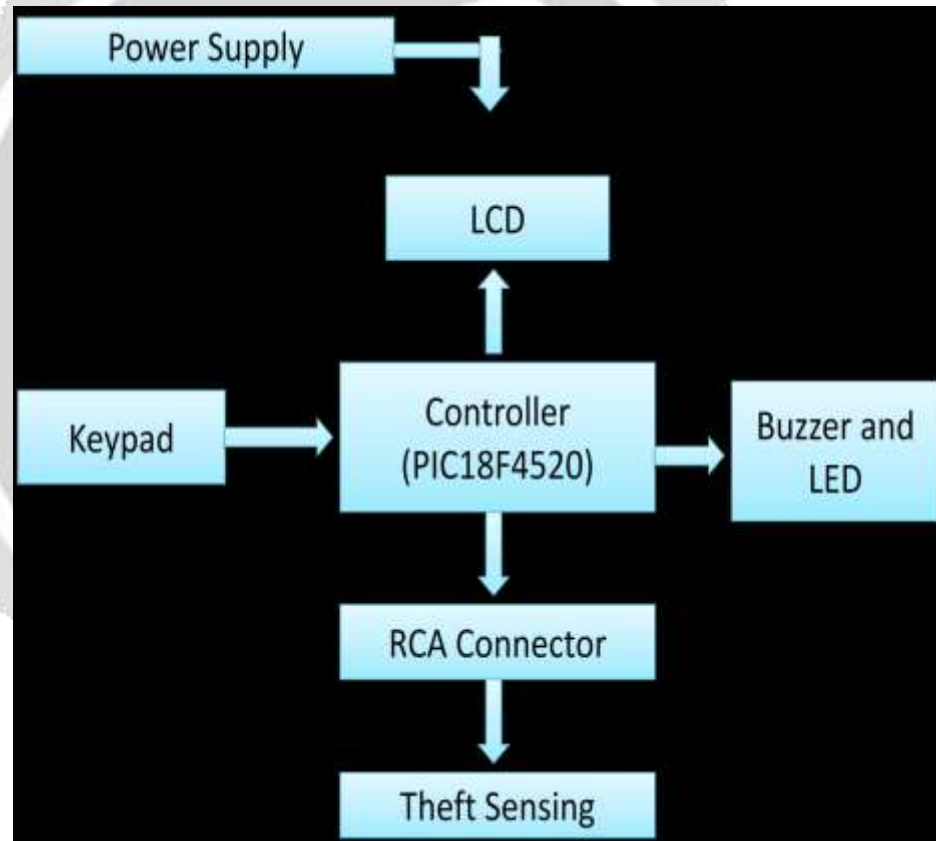 Power Supply
LCD
Keypad
Controller
(PIC18F4520)
Buzzer and
LED
RCA Connector
Theft Sensing